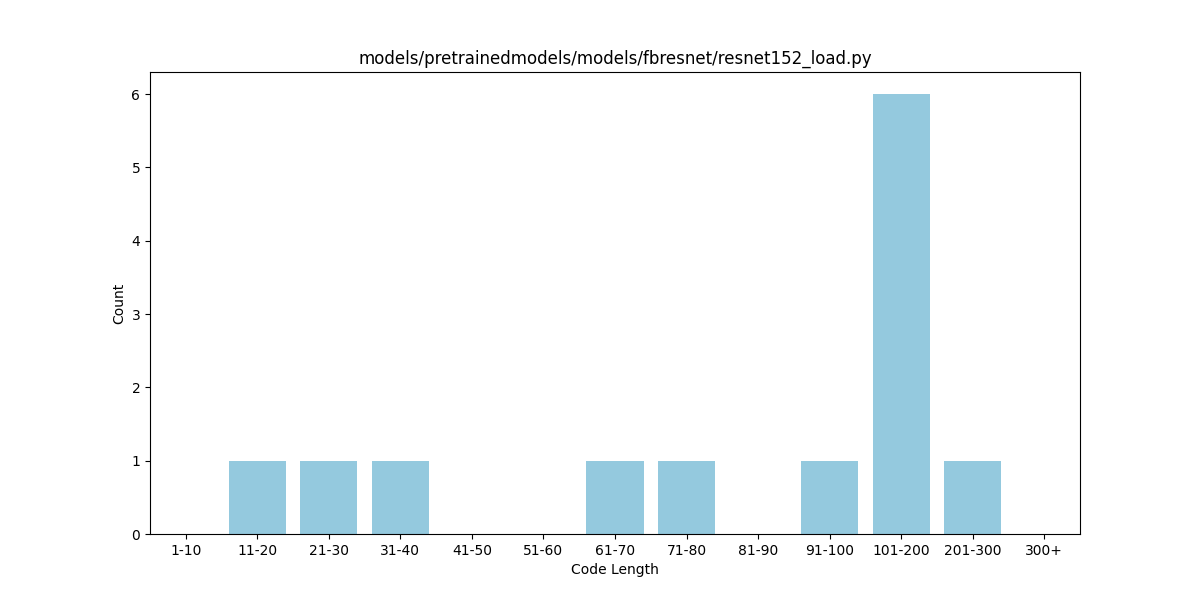 models/pretrainedmodels/models/fbresnet/resnet152_load.py
6
5
4
3
2
1
0
Count
1-10 11-20 21-30 31-40 41-50 51-60 61-70 71-80 81-90 91-100 101-200 201-300 300+
Code Length